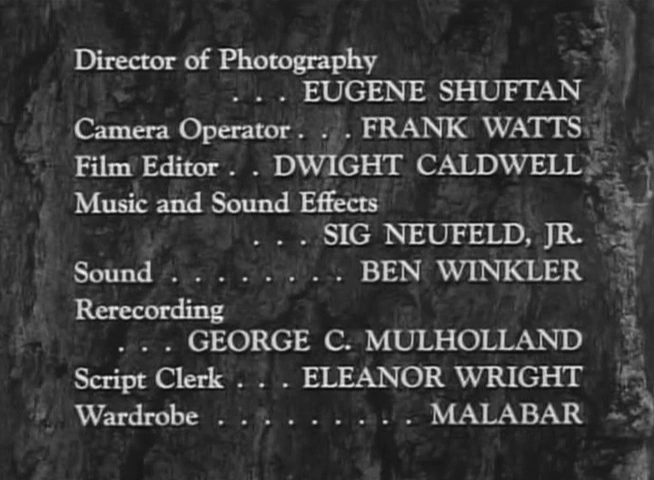 Director of Photography
. . . EUGENE SHUFTAN
Camera Operator . . . FRANK WATTS
Film Editor . . DWIGHT CALDWELL
Music and Sound Effects
. . . SIG NEUFELD, JR.
Sound . . . . . . . . BEN WINKLER
Rerecording
. . . GEORGE C. MULHOLLAND
Script Clerk . . . ELEANOR WRIGHT
Wardrobe . . . . . . . . . MALABAR